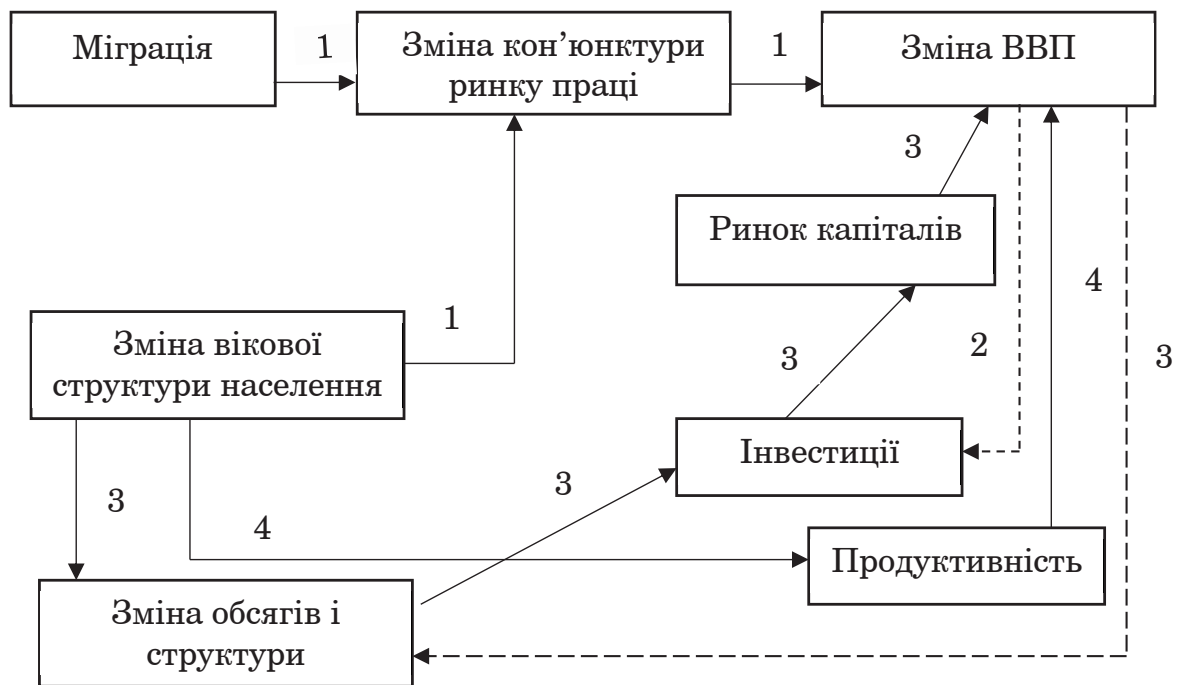 Міграція
1
Зміна кон’юнктури
ринку праці
1
Зміна ВВП
3
Ринок капіталів
4
1
Зміна вікової
структури населення
3
2
3
Інвестиції
3
3
4
Продуктивність
Зміна обсягів і
структури